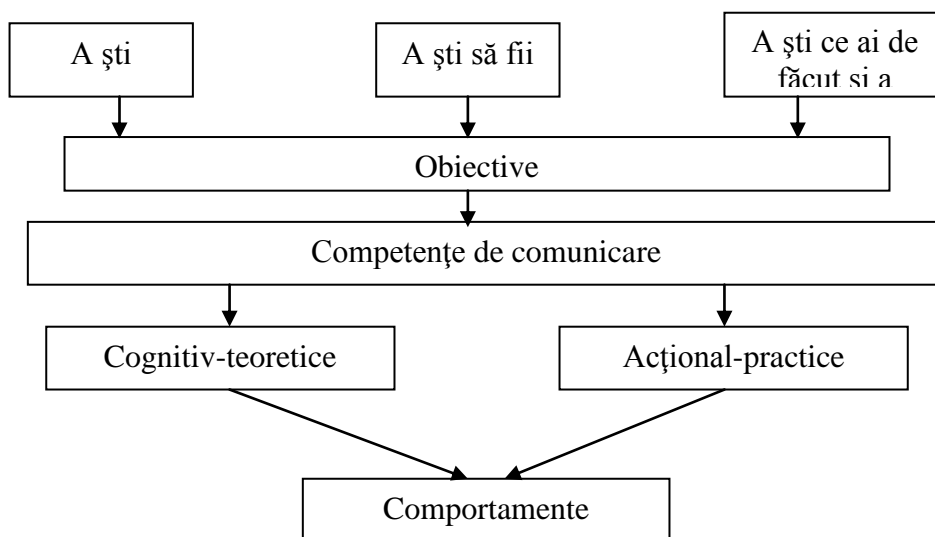 A şti
A şti să fii
A şti ce ai de
făcut şi a
Obiective
Competenţe de comunicare
Cognitiv-teoretice
Acţional-practice
Comportamente